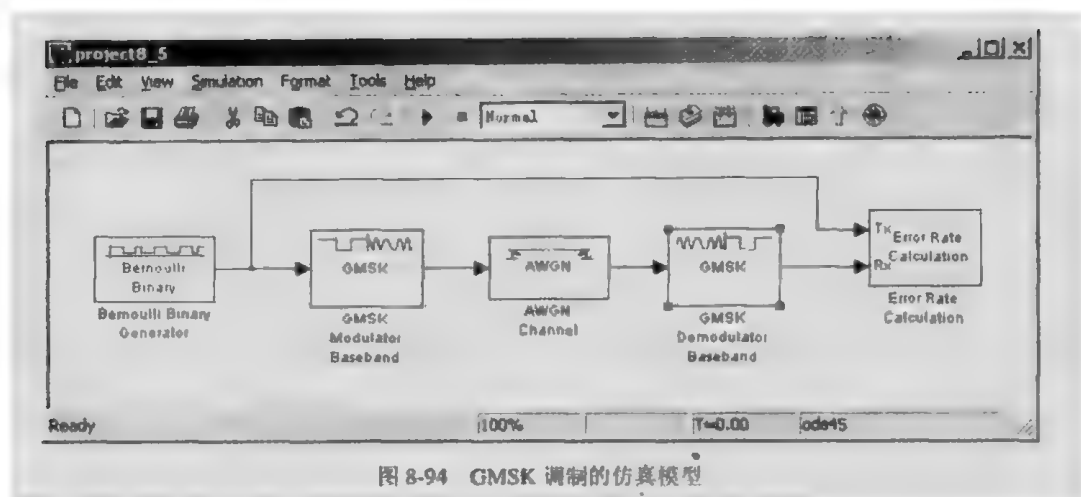 project8_5
File Edit View Simulation Format Tools Help
Normal
Bernoulli
Binary
Bernoulli Binary
Generator
GMSK
GMSK
Modulator
Baseband
AWGN
AWGN
Channel
GMSK
GMSK
Demodulator
Baseband
Tx
Rx
Error Rate
Calculation
Error Rate
Calculation
Ready 100% T=0.00 ode45
图 8-94 GMSK 调制的仿真模型